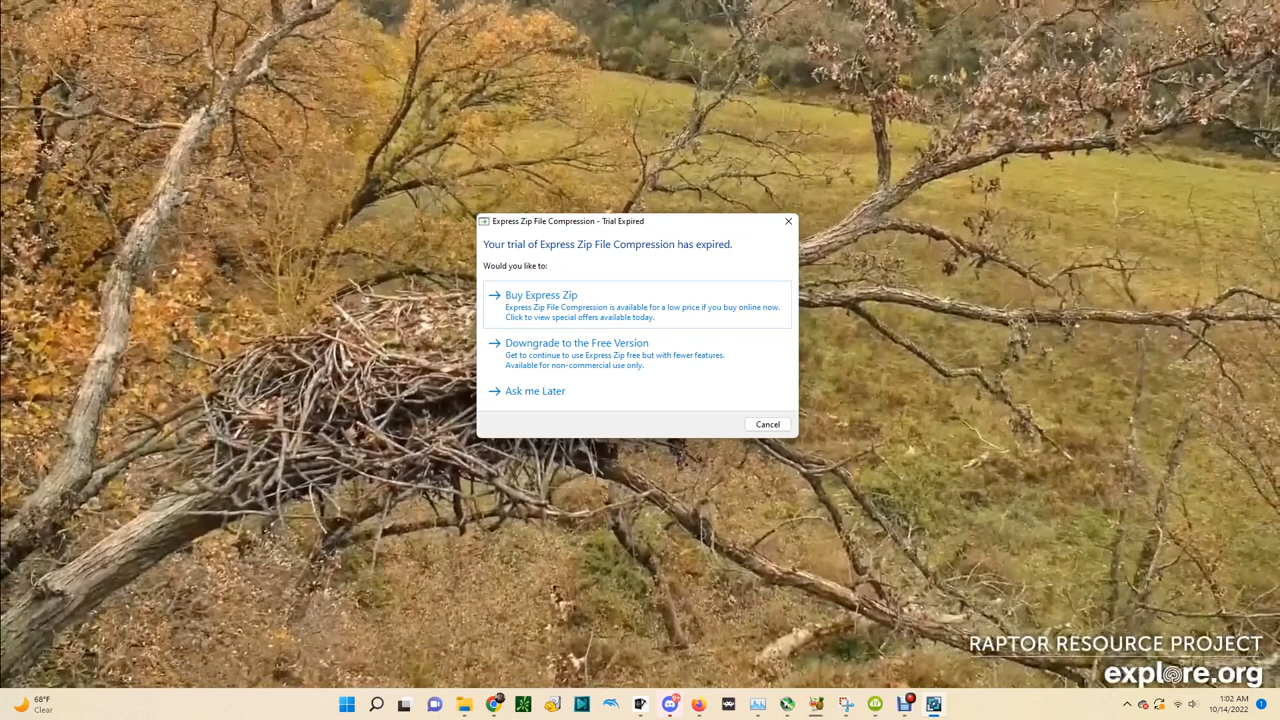 Express Zip File Compression - Trial Expired
Your trial of Express Zip File Compression has expired.
Would you like to:
Buy Express Zip
Express Zip File Compression is available for a low price if you buy online now.
Click to view special offers available today.
Downgrade to the Free Version
Get to continue to use Express Zip free but with fewer features.
Available for non-commercial use only.
Ask me Later
Cancel
RAPTOR RESOURCE PROJECT
explore.org
68°F
Clear
9+
1:02 AM
10/14/2022
1